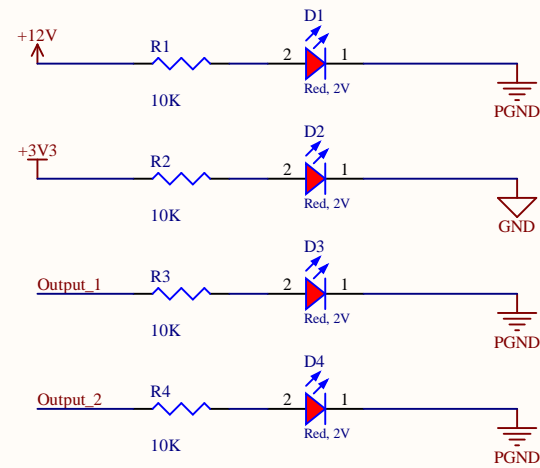 D1
+12V
R1
2
1
10K
Red, 2V
PGND
D2
+3V3
R2
2
1
10K
Red, 2V
GND
D3
Output_1
R3
2
1
10K
Red, 2V
PGND
D4
Output_2
R4
2
1
10K
Red, 2V
PGND